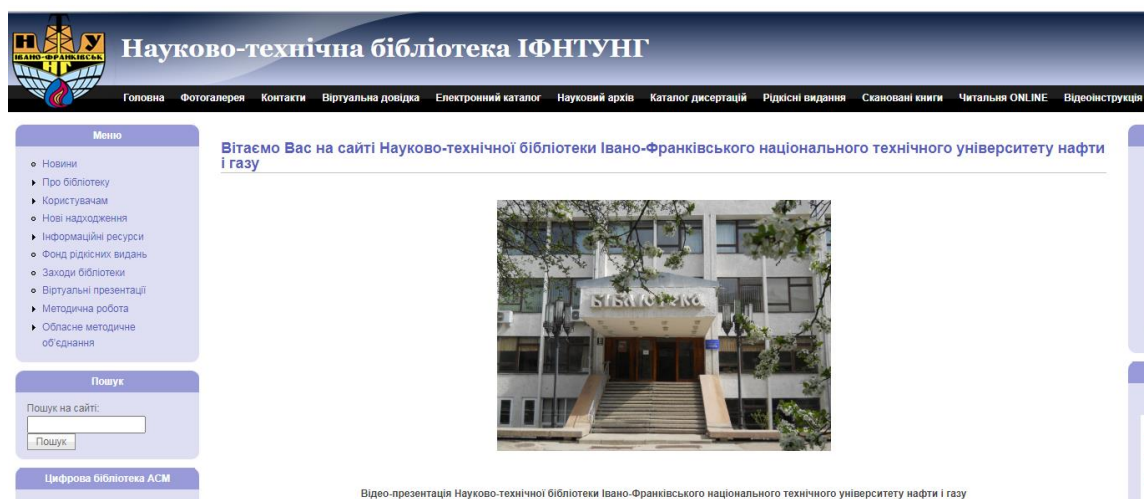 Н Т У
ІВАНО-ФРАНКІВСЬК
НГ
Науково-технічна бібліотека ІФНТУНГ
Головна Фотогалерея Контакти Віртуальна довідка Електронний каталог Науковий архів Каталог дисертацій Рідкісні видання Скановані книги Читальня ONLINE Відеоінструкція
Меню
Новини
Про бібліотеку
Користувачам
Нові надходження
Інформаційні ресурси
Фонд рідкісних видань
Заходи бібліотеки
Віртуальні презентації
Методична робота
Обласне методичне
об'єднання
Пошук
Пошук на сайті:
Пошук
Цифрова бібліотека ACM
Вітаємо Вас на сайті Науково-технічної бібліотеки Івано-Франківського національного технічного університету нафти
і газу
БІБЛІОТЕКА
Відео-презентація Науково-технічної бібліотеки Івано-Франківського національного технічного університету нафти і газу